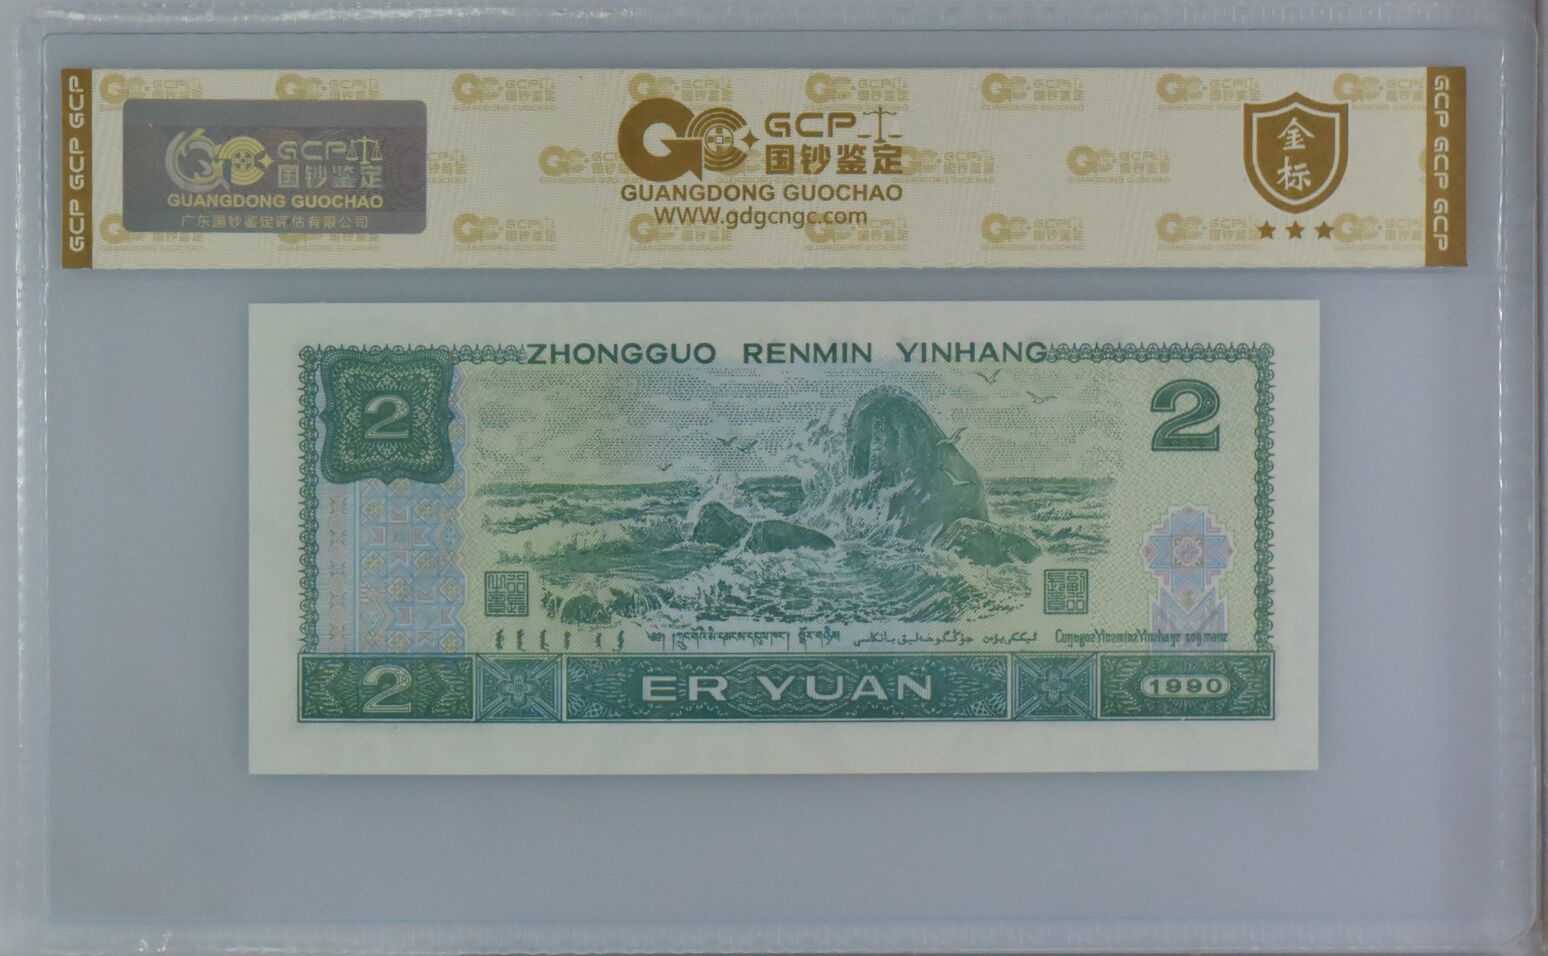 GCP GCP GCP
GCP
国钞鉴定
GUANGDONG GUOCHAO
广东国钞鉴定评估有限公司
GCP
国钞鉴定
GUANGDONG GUOCHAO
WWW.gdgcngc.com
金
标
GCP GCP GCP
ZHONGGUO RENMIN YINHANG
2
2
2
ER YUAN
1990